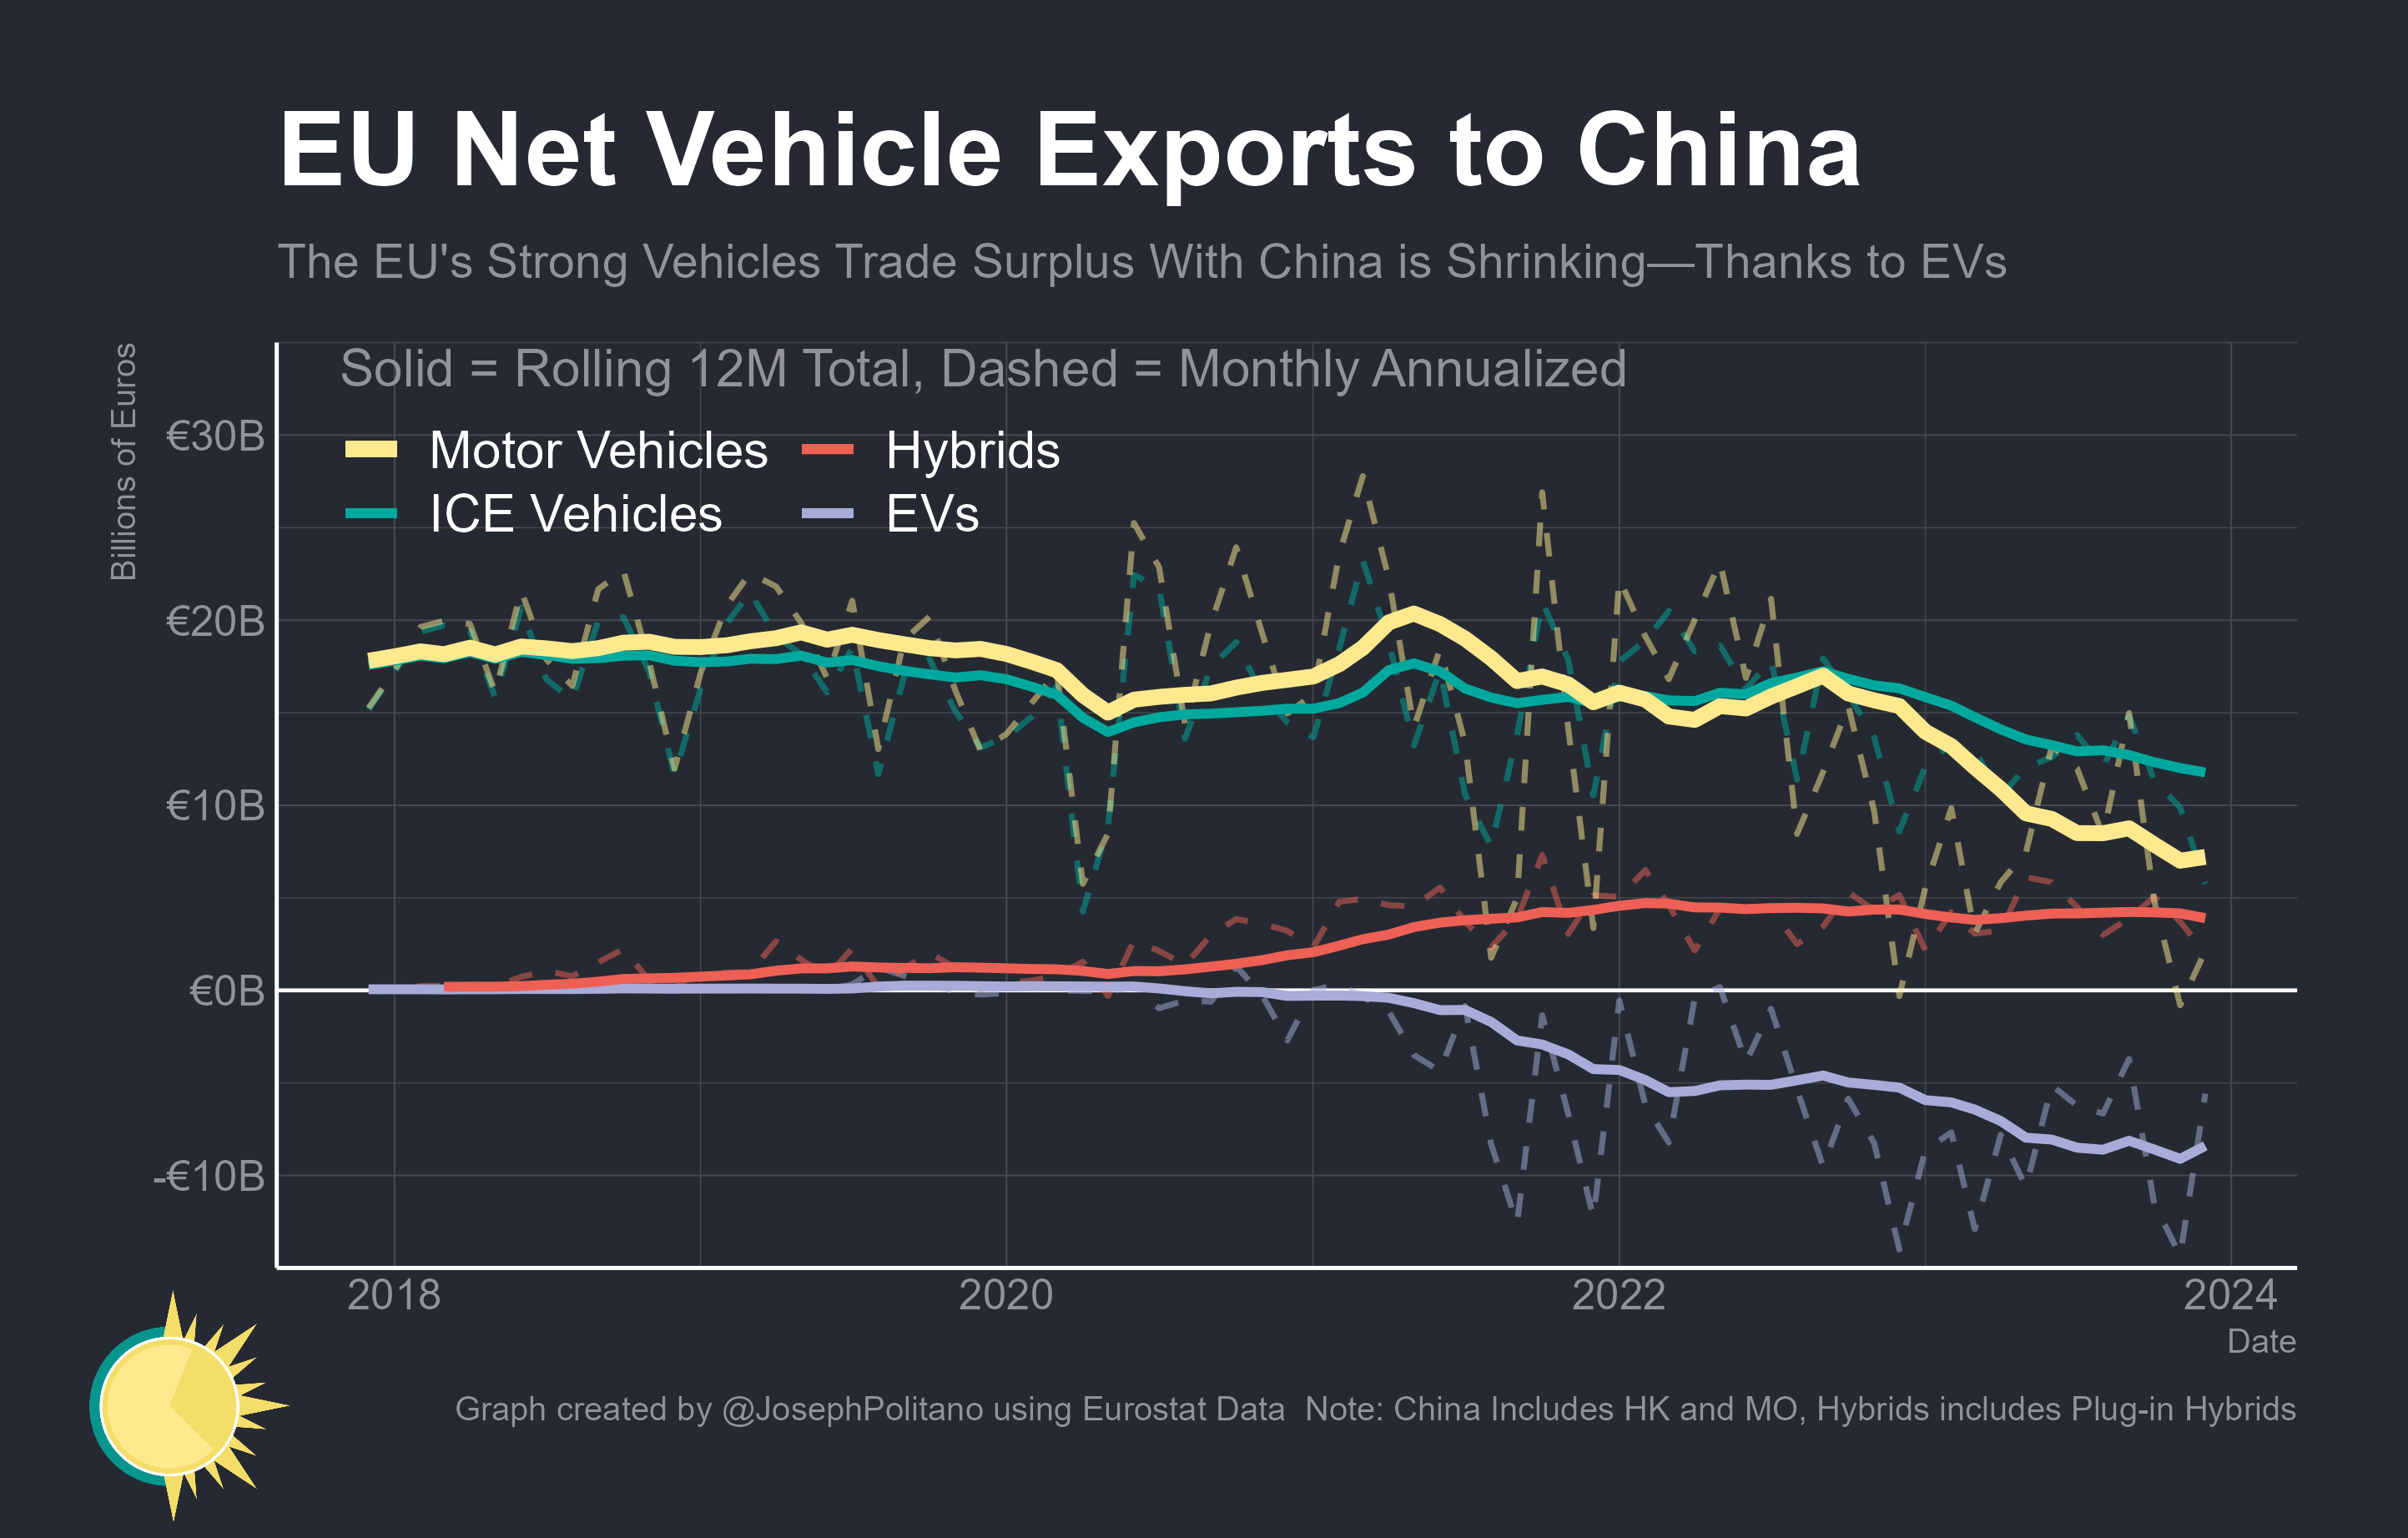 EU Net Vehicle Exports to China
The EU's Strong Vehicles Trade Surplus With China is Shrinking—Thanks to EVs
Billions of Euros
Solid = Rolling 12M Total, Dashed = Monthly Annualized
Motor Vehicles
Hybrids
ICE Vehicles
EVs
€30B
€20B
€10B
€0B
-€10B
2018
2020
2022
2024
Date
Graph created by @JosephPolitano using Eurostat Data  Note: China Includes HK and MO, Hybrids includes Plug-in Hybrids